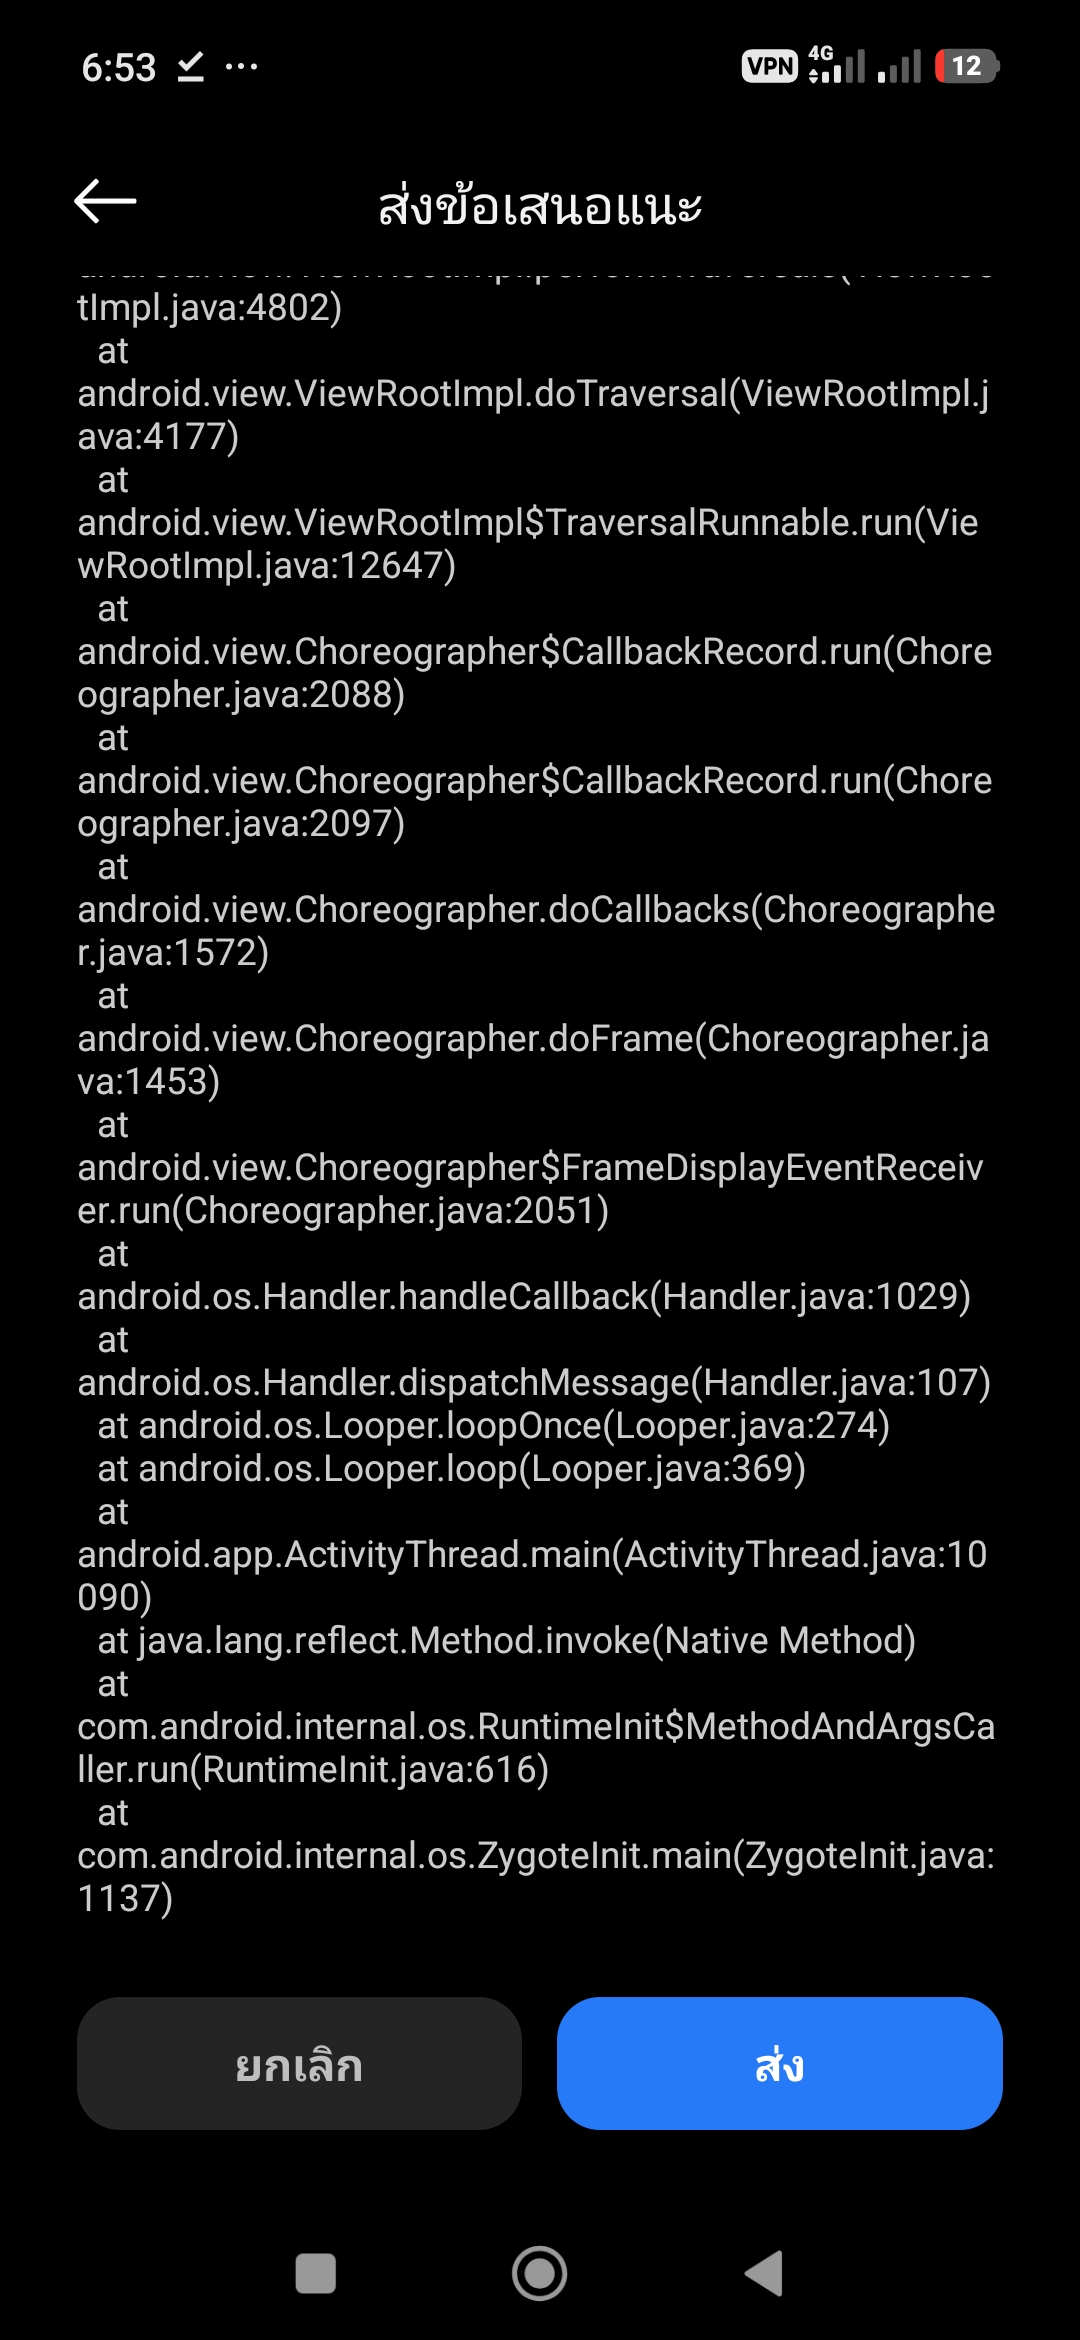 6:53
VPN 4G 12
ส่งข้อเสนอแนะ
tImpl.java:4802)
at
android.view.ViewRootImpl.doTraversal(ViewRootImpl.j
ava:4177)
at
android.view.ViewRootImpl$TraversalRunnable.run(Vie
wRootImpl.java:12647)
at
android.view.Choreographer$CallbackRecord.run(Chore
ographer.java:2088)
at
android.view.Choreographer$CallbackRecord.run(Chore
ographer.java:2097)
at
android.view.Choreographer.doCallbacks(Choreographe
r.java:1572)
at
android.view.Choreographer.doFrame(Choreographer.ja
va:1453)
at
android.view.Choreographer$FrameDisplayEventReceiv
er.run(Choreographer.java:2051)
at
android.os.Handler.handleCallback(Handler.java:1029)
at
android.os.Handler.dispatchMessage(Handler.java:107)
at android.os.Looper.loopOnce(Looper.java:274)
at android.os.Looper.loop(Looper.java:369)
at
android.app.ActivityThread.main(ActivityThread.java:10
090)
at java.lang.reflect.Method.invoke(Native Method)
at
com.android.internal.os.RuntimeInit$MethodAndArgsCa
ller.run(RuntimeInit.java:616)
at
com.android.internal.os.ZygoteInit.main(ZygoteInit.java:
1137)
ยกเลิก
ส่ง